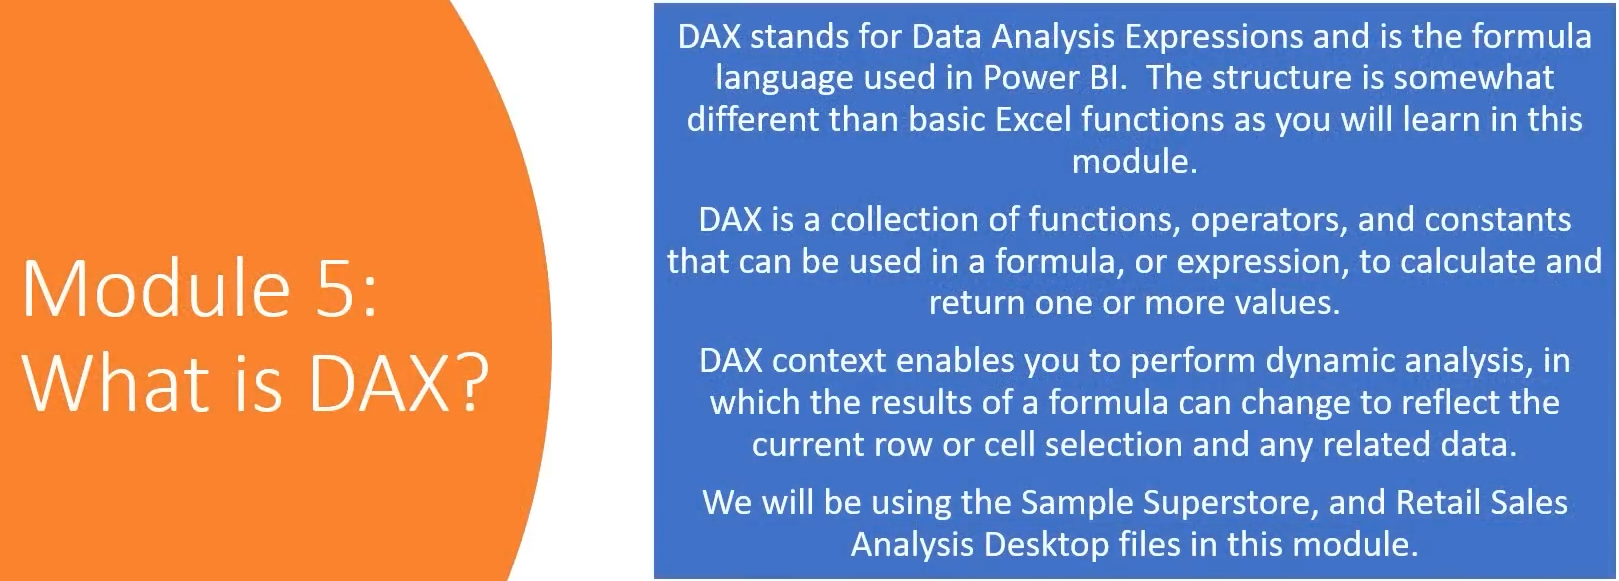 Module 5:
What is DAX?
DAX stands for Data Analysis Expressions and is the formula
language used in Power BI.  The structure is somewhat
different than basic Excel functions as you will learn in this
module.
DAX is a collection of functions, operators, and constants
that can be used in a formula, or expression, to calculate and
return one or more values.
DAX context enables you to perform dynamic analysis, in
which the results of a formula can change to reflect the
current row or cell selection and any related data.
We will be using the Sample Superstore, and Retail Sales
Analysis Desktop files in this module.